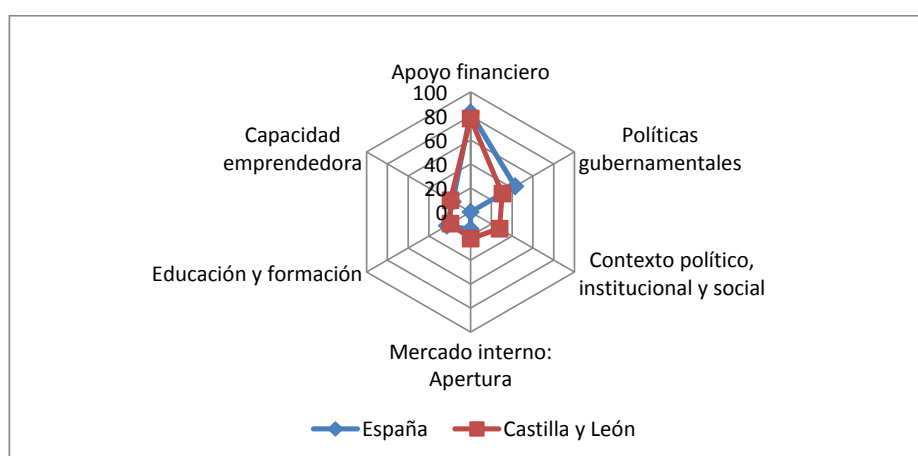 Apoyo financiero
100
80
60
40
20
0
Políticas
gubernamentales
Contexto político,
institucional y social
Mercado interno:
Apertura
Educación y formación
Capacidad
emprendedora
España
Castilla y León